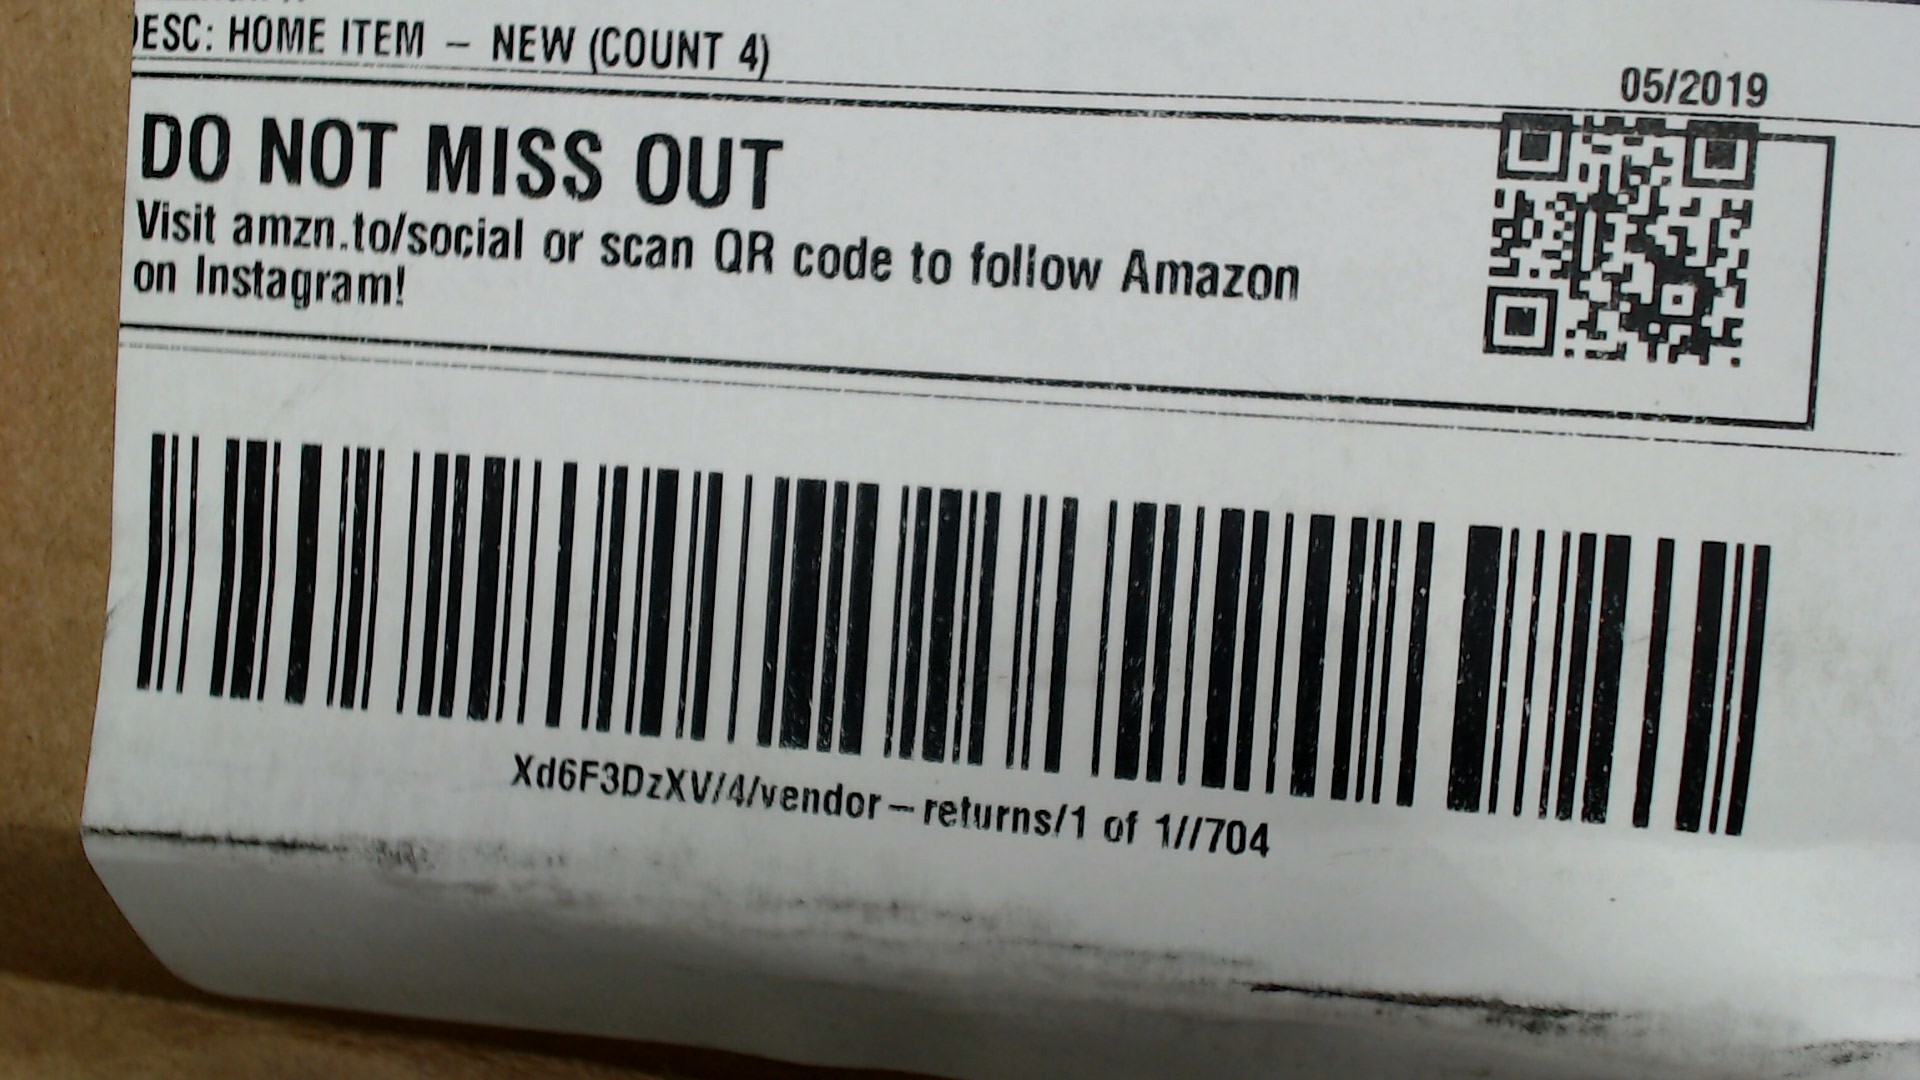 DESC: HOME ITEM – NEW (COUNT 4)
05/2019
DO NOT MISS OUT
Visit amzn.to/social or scan QR code to follow Amazon
on Instagram!
Xd6F3DzXV/4/vendor–returns/1 of 1//704